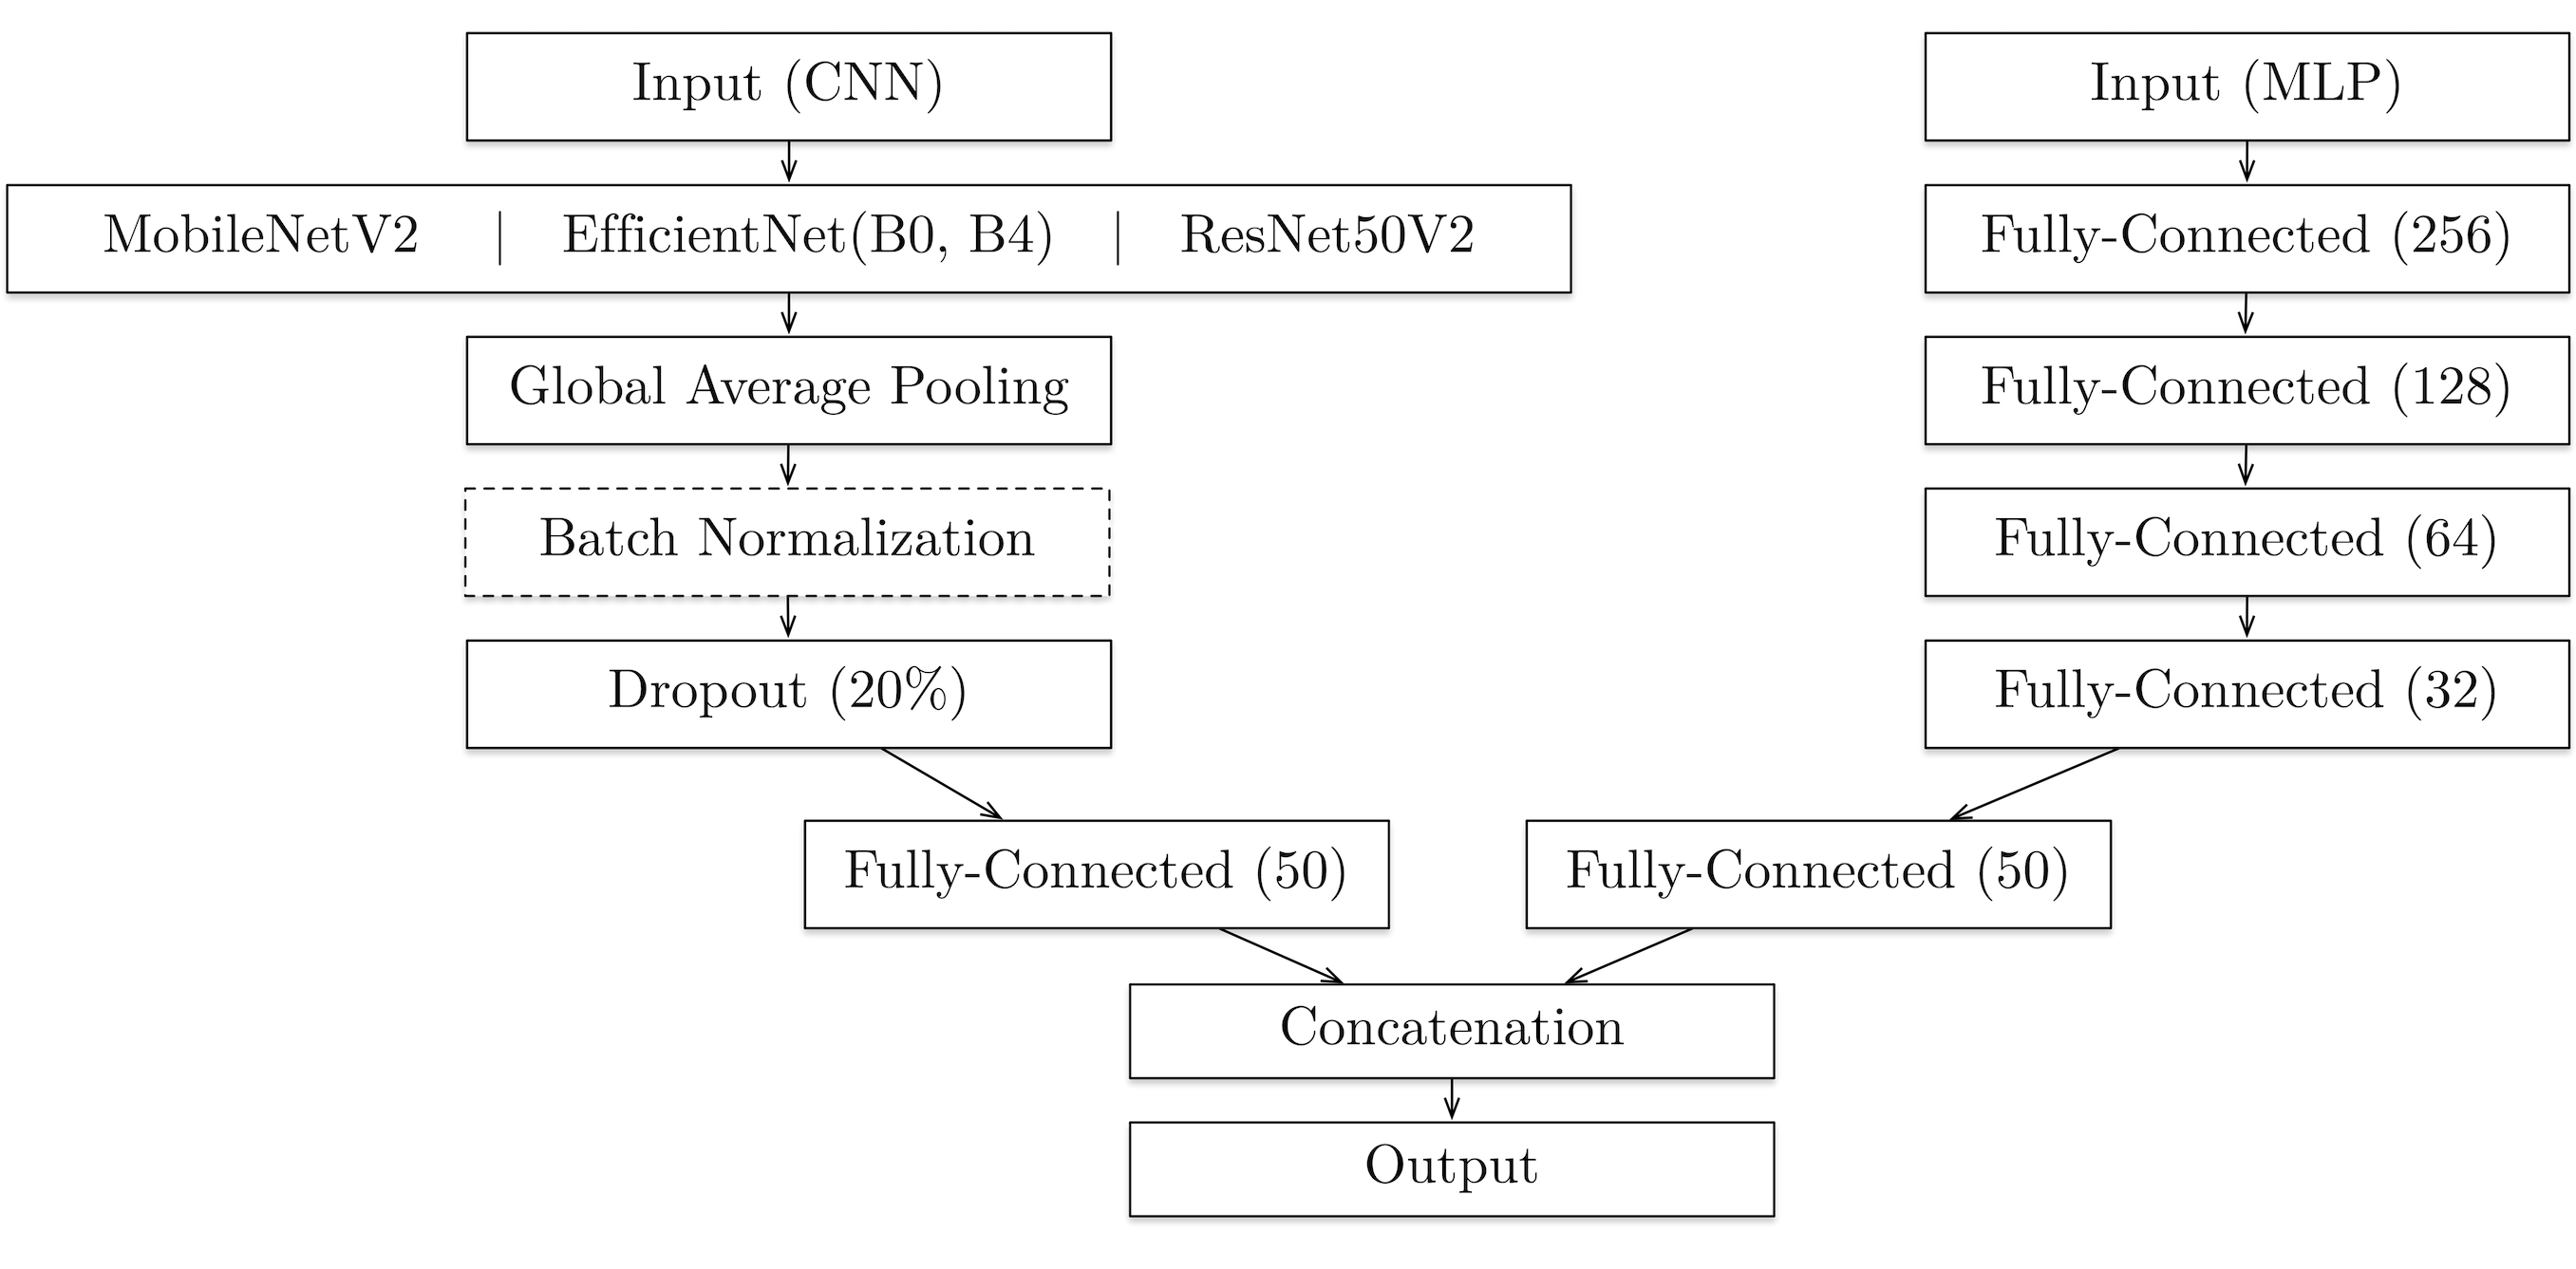 Input (CNN)
Input (MLP)
MobileNetV2 | EfficientNet(B0, B4) | ResNet50V2
Fully-Connected (256)
Global Average Pooling
Fully-Connected (128)
Batch Normalization
Fully-Connected (64)
Dropout (20%)
Fully-Connected (32)
Fully-Connected (50)
Fully-Connected (50)
Concatenation
Output